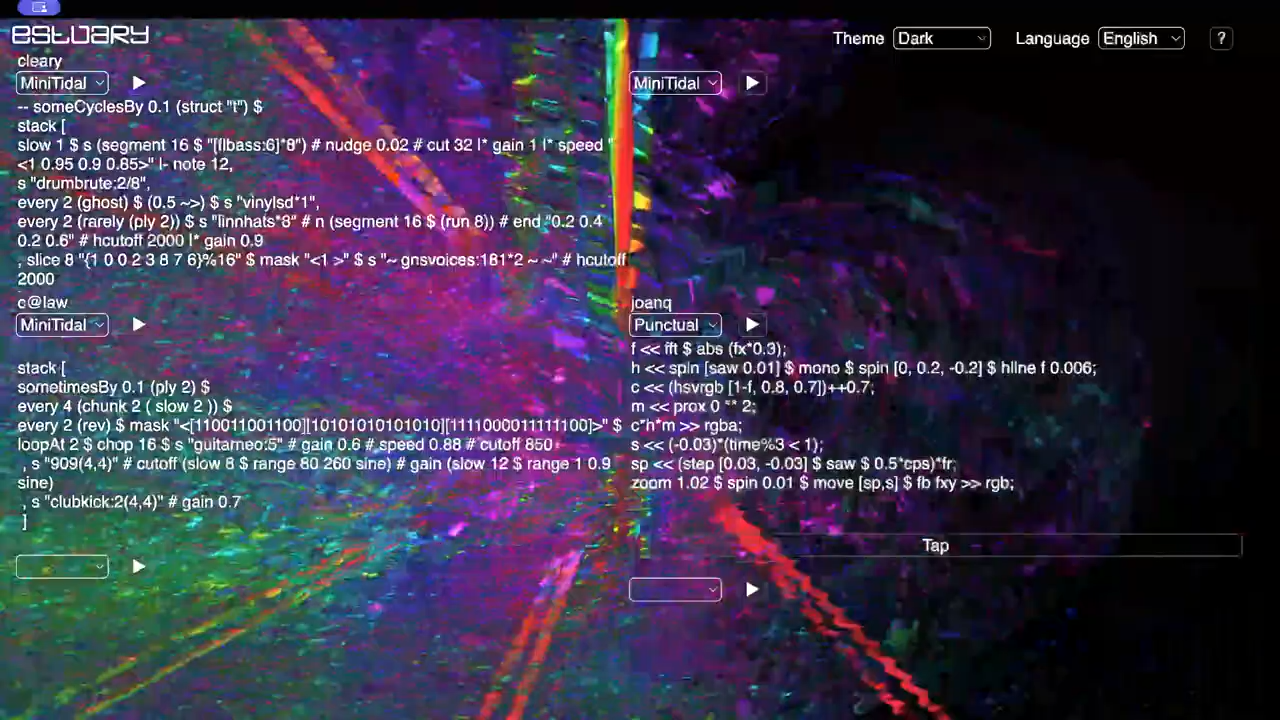 estuary
Theme Dark Language English ?
cleary
MiniTidal
MiniTidal
-- someCyclesBy 0.1 (struct "t") $
stack [
slow 1 $ s (segment 16 $ "[flbass:6]*8") # nudge 0.02 # cut 32 |* gain 1 |* speed "
<1 0.95 0.9 0.85>" |- note 12,
s "drumbrute:2/8",
every 2 (ghost) $ (0.5 ~>) $ s "vinylsd*1",
every 2 (rarely (ply 2)) $ s "linnhats*8" # n (segment 16 $ (run 8)) # end "0.2 0.4
0.2 0.6" # hcutoff 2000 |* gain 0.9
, slice 8 "{1 0 0 2 3 8 7 6}%16" $ mask "<1 >" $ s "~ gnsvoices:181*2 ~ ~" # hcutoff
2000
c@law
MiniTidal
stack [
sometimesBy 0.1 (ply 2) $
every 4 (chunk 2 ( slow 2 )) $
every 2 (rev) $ mask "<[110011001100][10101010101010][1111000011111100]>" $
loopAt 2 $ chop 16 $ s "guitarneo:5" # gain 0.6 # speed 0.88 # cutoff 850
, s "909(4,4)" # cutoff (slow 8 $ range 80 260 sine) # gain (slow 12 $ range 1 0.9
sine)
, s "clubkick:2(4,4)" # gain 0.7
]
joanq
Punctual
f << fft $ abs (fx*0.3);
h << spin [saw 0.01] $ mono $ spin [0, 0.2, -0.2] $ hline f 0.006;
c << (hsvrgb [1-f, 0.8, 0.7])++0.7;
m << prox 0 ** 2;
c*h*m >> rgba;
s << (-0.03)*(time%3 < 1);
sp << (step [0.03, -0.03] $ saw $ 0.5*cps)*fr;
zoom 1.02 $ spin 0.01 $ move [sp,s] $ fb fxy >> rgb;
Tap